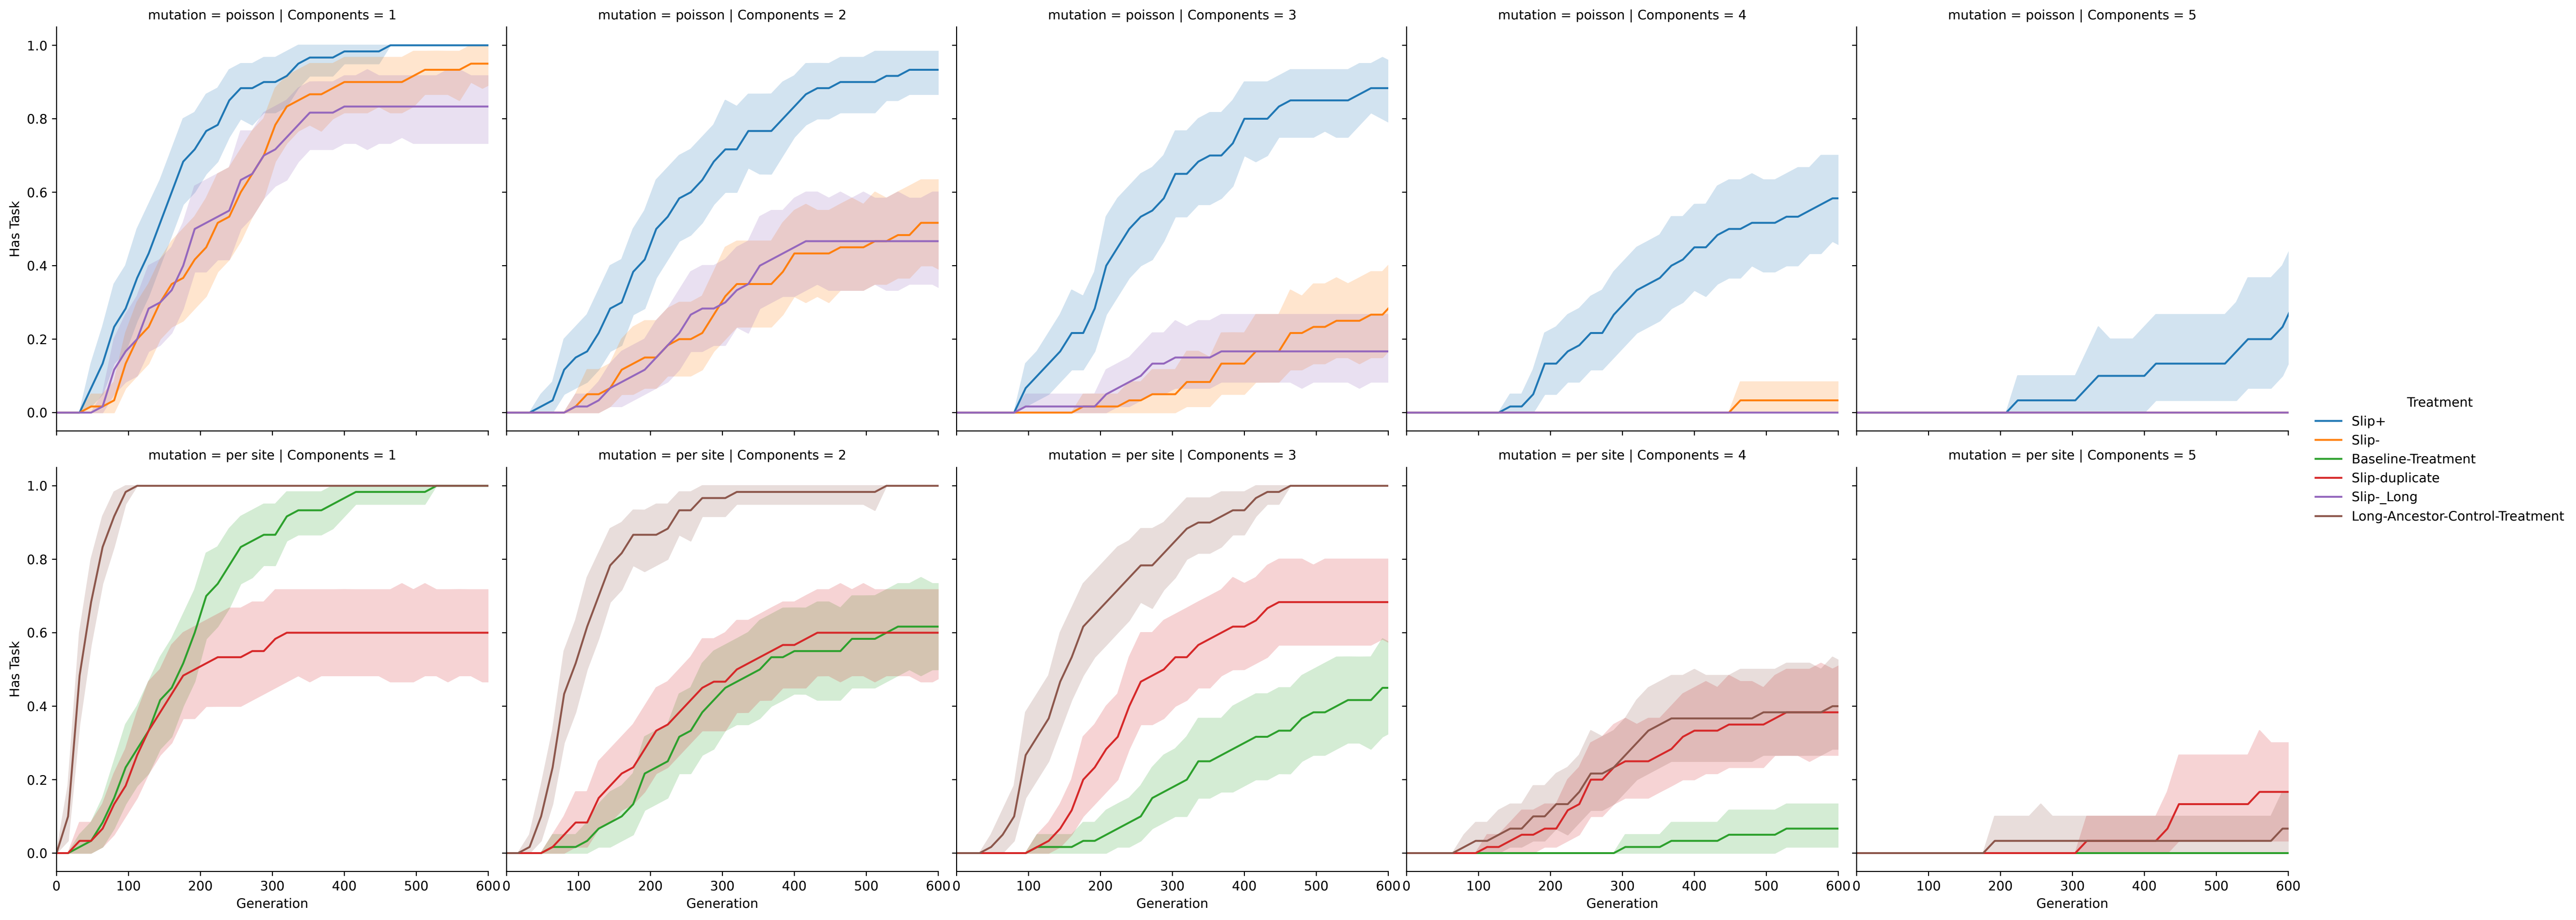 mutation = poisson | Components = 1
mutation = poisson | Components = 2
mutation = poisson | Components = 3
mutation = poisson | Components = 4
mutation = poisson | Components = 5
1.0
0.8
0.6
0.4
0.2
0.0
Has Task
Treatment
Slip+
Slip-
Baseline-Treatment
Slip-duplicate
Slip-_Long
Long-Ancestor-Control-Treatment
mutation = per site | Components = 1
mutation = per site | Components = 2
mutation = per site | Components = 3
mutation = per site | Components = 4
mutation = per site | Components = 5
1.0
0.8
0.6
0.4
0.2
0.0
Has Task
0 100 200 300 400 500 600
0 100 200 300 400 500 600
0 100 200 300 400 500 600
0 100 200 300 400 500 600
0 100 200 300 400 500 600
Generation
Generation
Generation
Generation
Generation